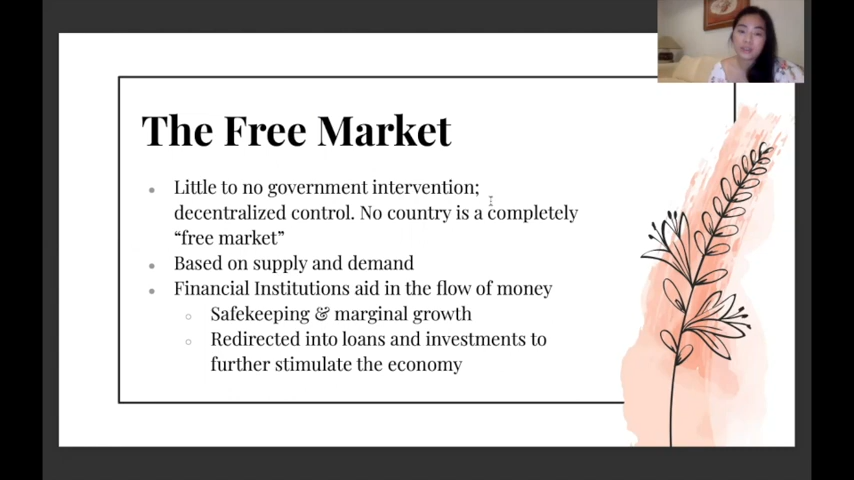 The Free Market
Little to no government intervention;
decentralized control. No country is a completely
“free market”
Based on supply and demand
Financial Institutions aid in the flow of money
Safekeeping & marginal growth
Redirected into loans and investments to
further stimulate the economy